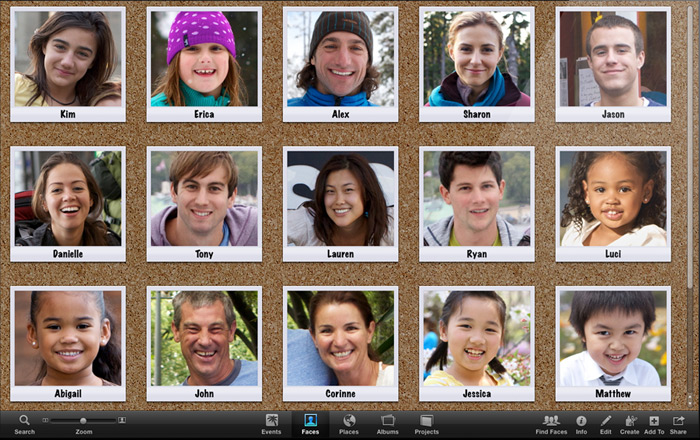 Kim Erica Alex Sharon Jason
Danielle Tony Lauren Ryan Luci
Abigail John Corinne Jessica Matthew
Search Zoom Events Faces Places Albums Projects Find Faces Info Edit Create Add To Share